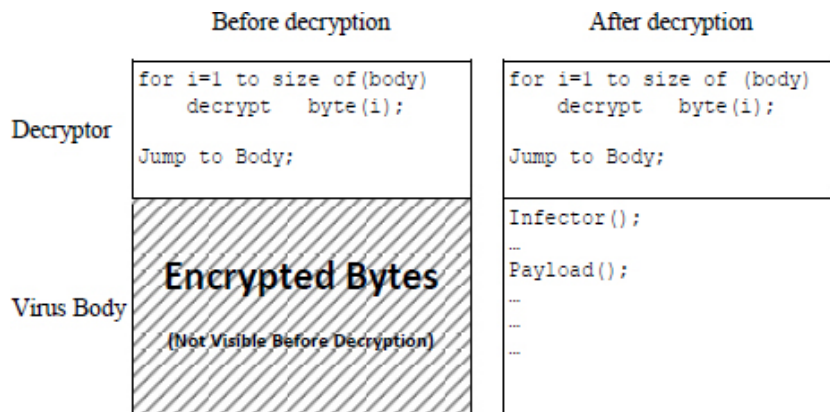 Before decryption
After decryption
Decryptor
for i=1 to size of(body)
decrypt byte(i);
Jump to Body;
for i=1 to size of (body)
decrypt byte(i);
Jump to Body;
Virus Body
Encrypted Bytes
(Not Visible Before Decryption)
Infector();
…
Payload();
…
…
…